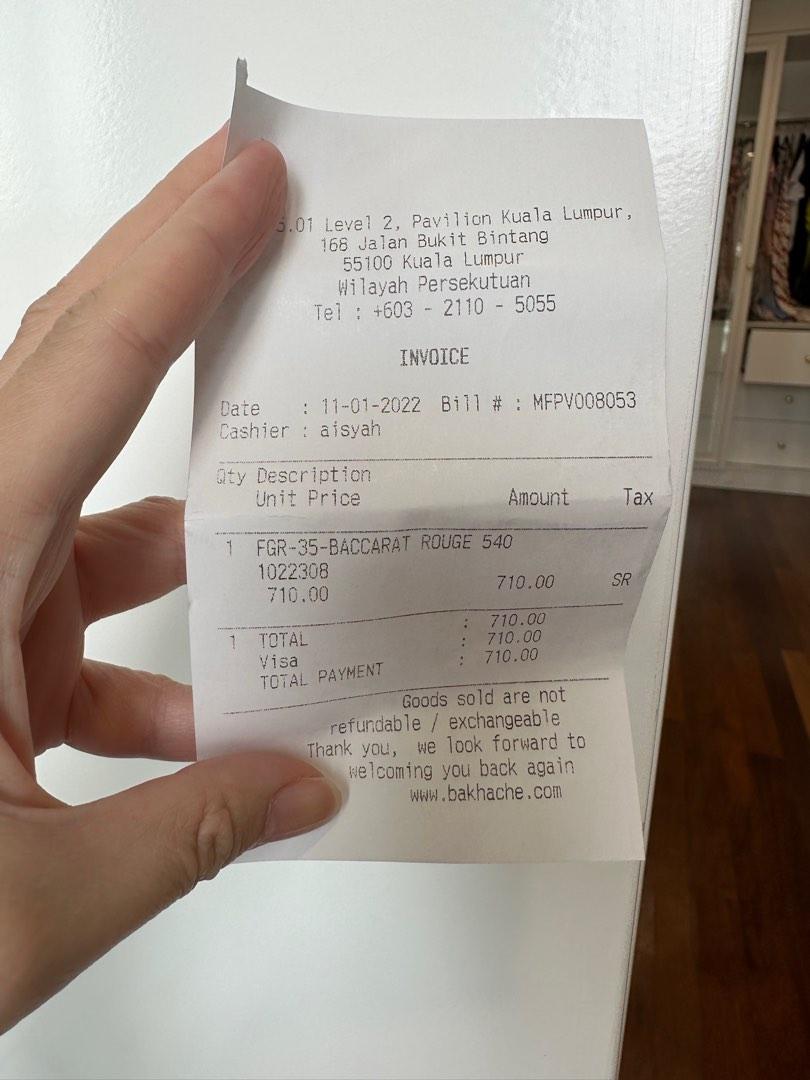 .01 Level 2, Pavilion Kuala Lumpur,
168 Jalan Bukit Bintang
55100 Kuala Lumpur
Wilayah Persekutuan
Tel : +603 - 2110 - 5055
INVOICE
Date : 11-01-2022 Bill # : MFPV008053
Cashier : aisyah
Qty Description
Unit Price Amount Tax
1 FGR-35-BACCARAT ROUGE 540
1022308
710.00 710.00 SR
1 TOTAL : 710.00
Visa : 710.00
TOTAL PAYMENT : 710.00
Goods sold are not
refundable / exchangeable
Thank you, we look forward to
welcoming you back again
www.bakhache.com